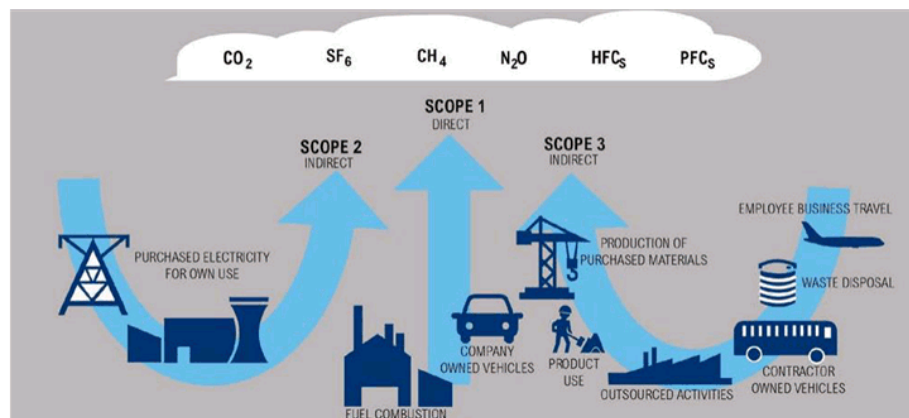 CO₂ SF₆ CH₄ N₂O HFCs PFCs
SCOPE 1
DIRECT
SCOPE 2
INDIRECT
SCOPE 3
INDIRECT
PURCHASED ELECTRICITY
FOR OWN USE
FUEL COMBUSTION
COMPANY
OWNED VEHICLES
PRODUCTION OF
PURCHASED MATERIALS
PRODUCT
USE
OUTSOURCED ACTIVITIES
EMPLOYEE BUSINESS TRAVEL
WASTE DISPOSAL
CONTRACTOR
OWNED VEHICLES